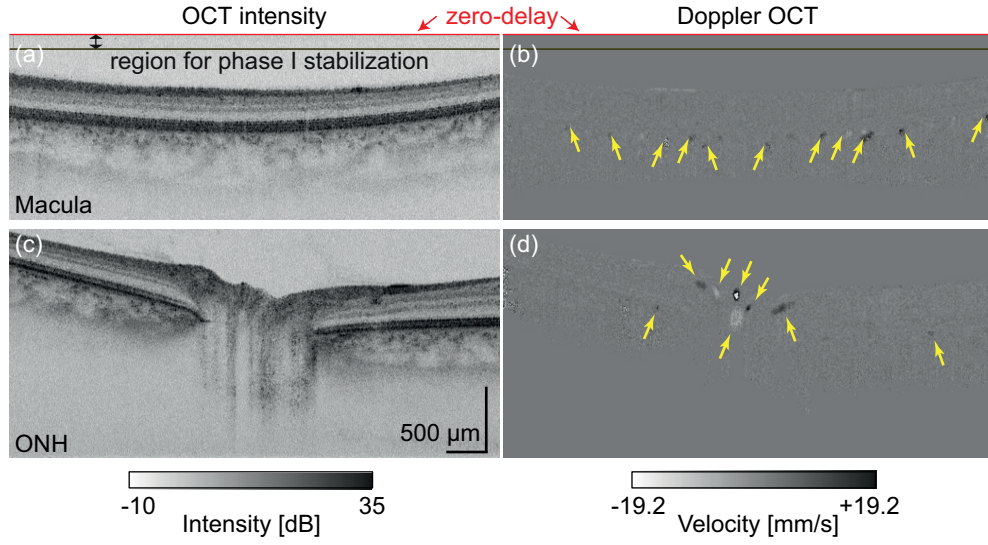 OCT intensity
zero-delay
Doppler OCT
(a)
region for phase I stabilization
(b)
Macula
(c)
(d)
500 μm
ONH
-10
35
Intensity [dB]
-19.2
+19.2
Velocity [mm/s]